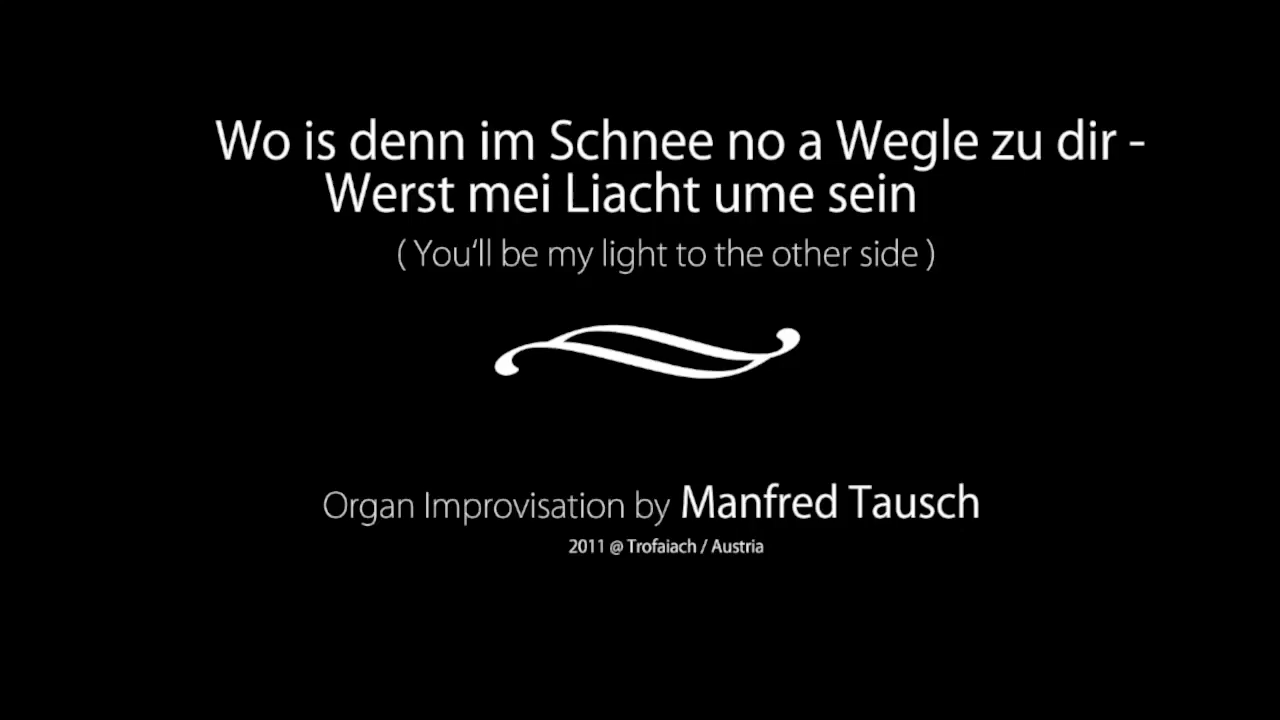 Wo is denn im Schnee no a Wegle zu dir -
Werst mei Liacht ume sein
( You‘ll be my light to the other side )
Organ Improvisation by Manfred Tausch
2011 @ Trofaiach / Austria